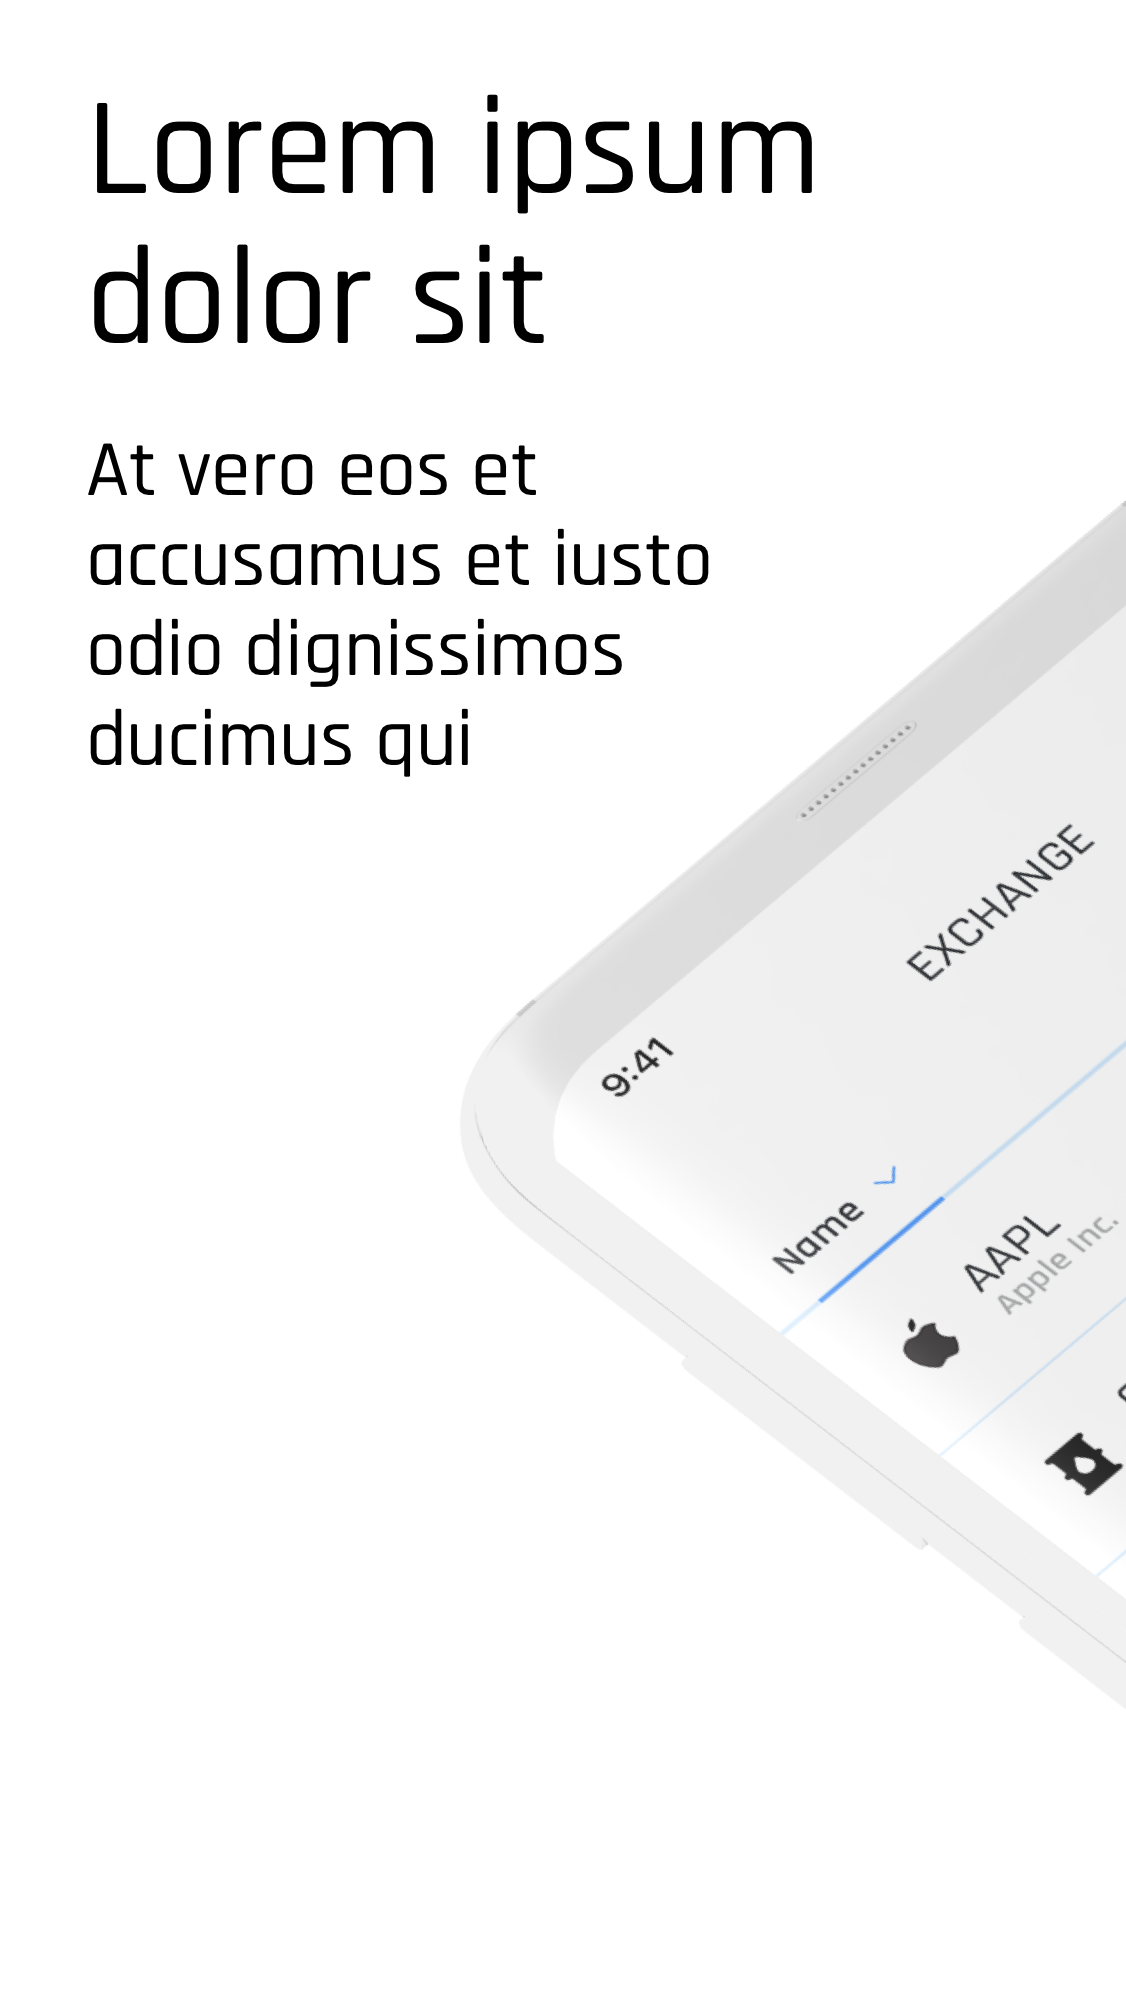 Lorem ipsum
dolor sit
At vero eos et
accusamus et iusto
odio dignissimos
ducimus qui
EXCHANGE
9:41
Name
AAPL
Apple Inc.